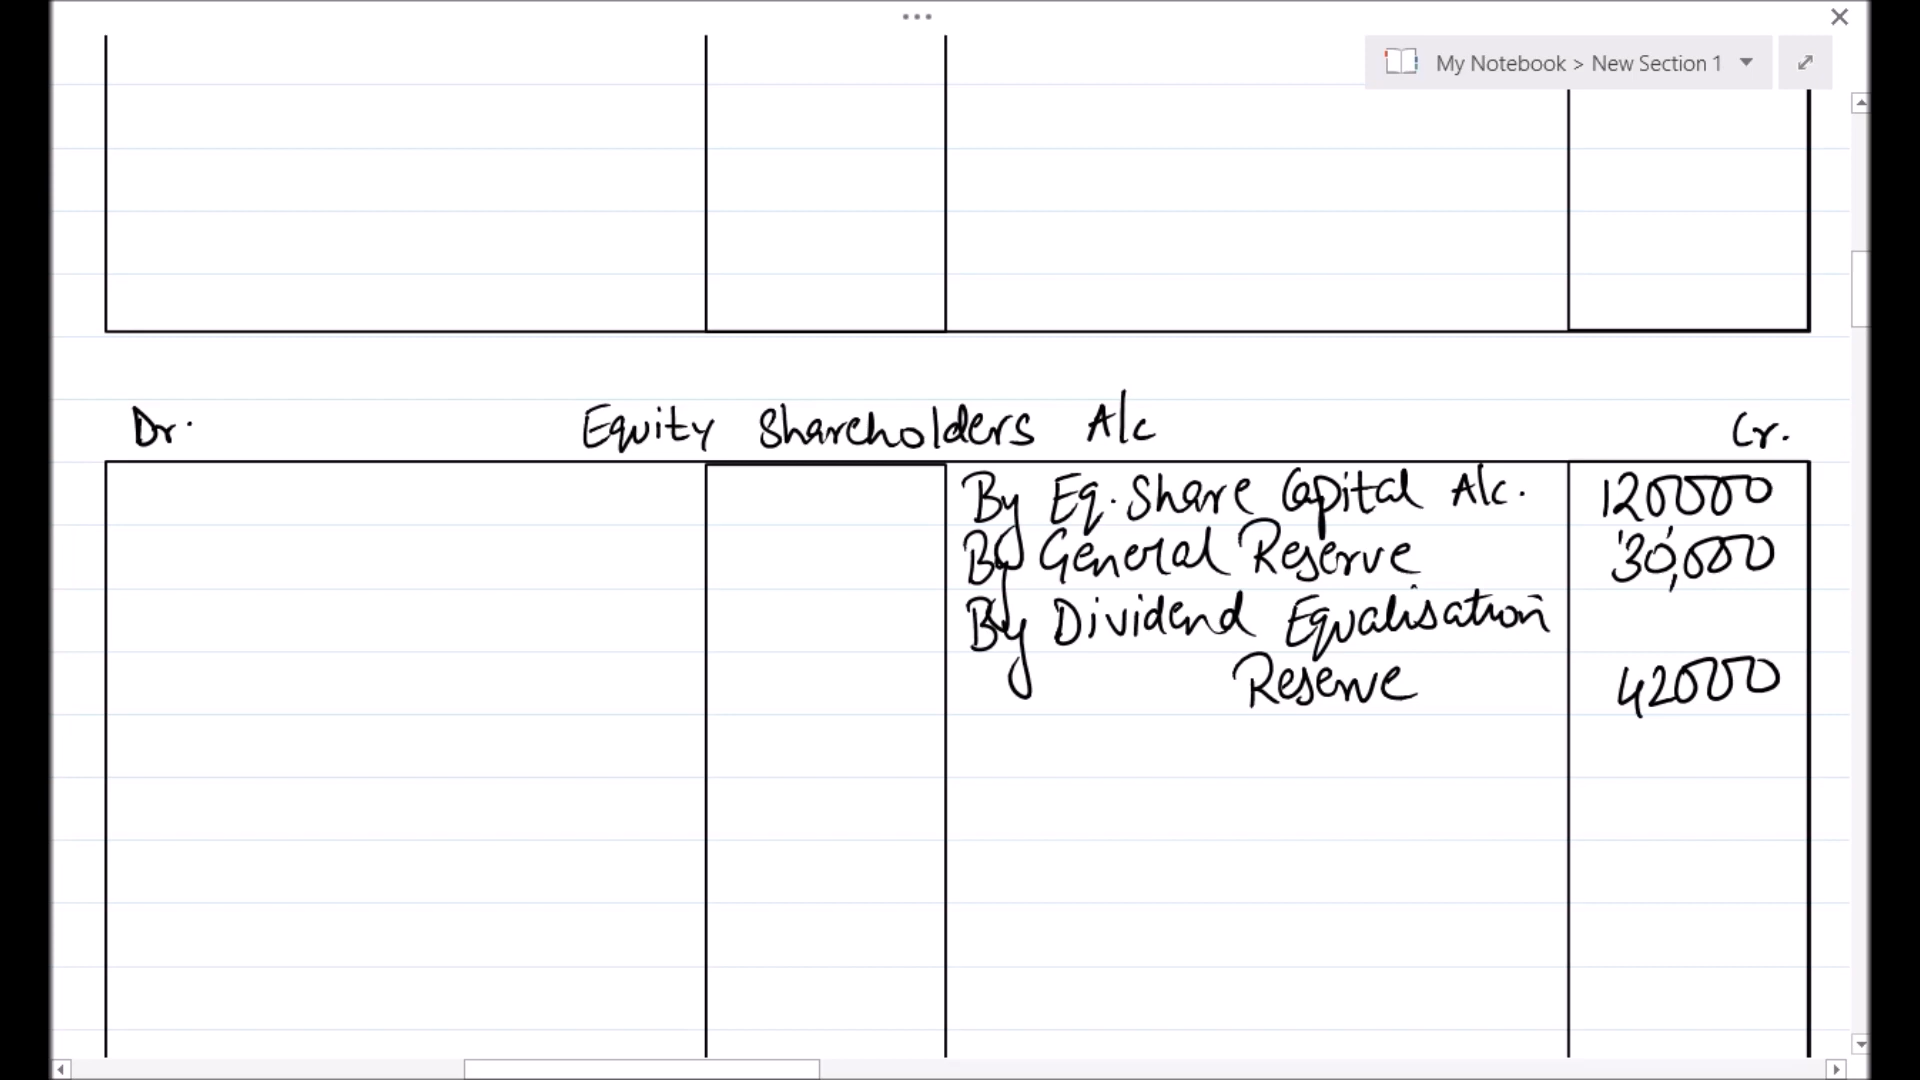 My Notebook > New Section 1
Dr. Equity Shareholders A/c Cr.
By Eq. Share Capital A/c. 120000
By General Reserve 30,000
By Dividend Equalisation
Reserve 42000